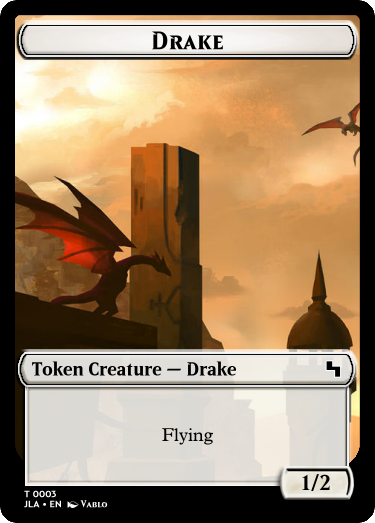 DRAKE
Token Creature — Drake
Flying
1/2
T 0003
JLA • EN VABLO